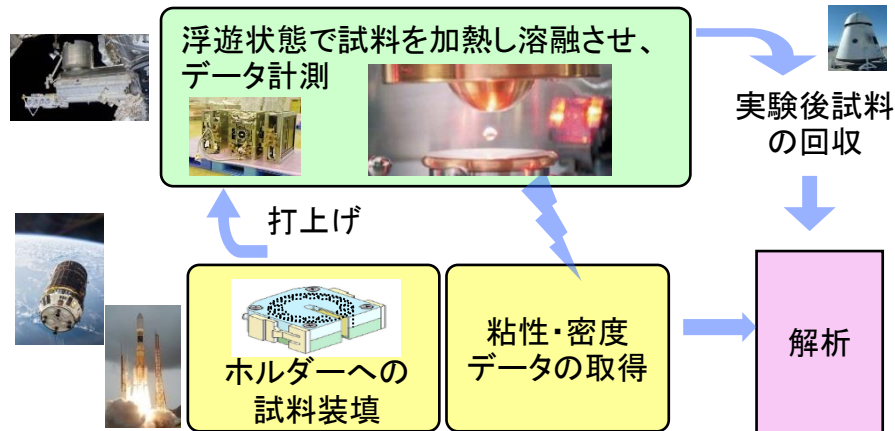 浮遊状態で試料を加熱し溶融させ、
データ計測
実験後試料
の回収
打上げ
ホルダーへの
試料装填
粘性・密度
データの取得
解析